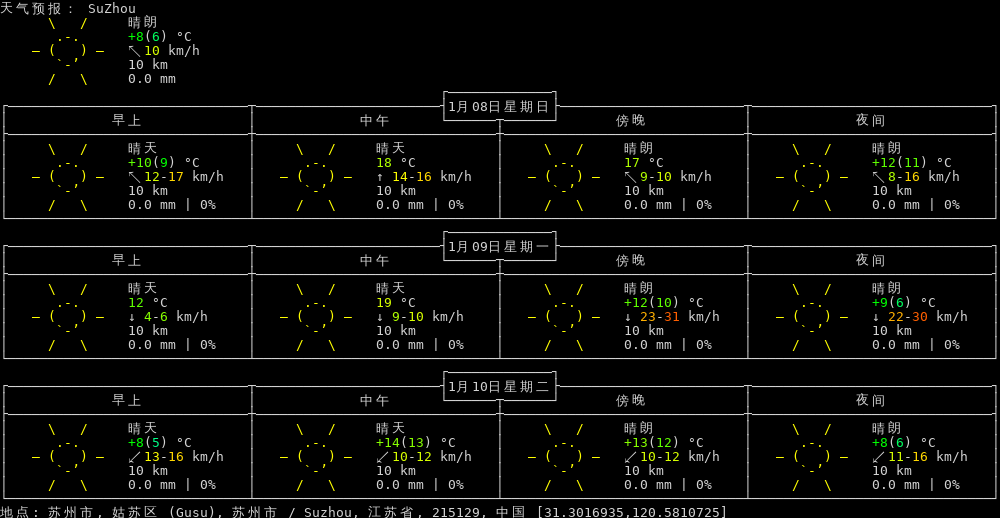 天气预报: SuZhou
晴朗
+8(6) °C
↖ 10 km/h
10 km
0.0 mm
1月08日星期日
早上 中午 傍晚 夜间
晴天 晴天 晴朗 晴朗
+10(9) °C 18 °C 17 °C +12(11) °C
↖ 12-17 km/h ↑ 14-16 km/h ↖ 9-10 km/h ↖ 8-16 km/h
10 km 10 km 10 km 10 km
0.0 mm | 0% 0.0 mm | 0% 0.0 mm | 0% 0.0 mm | 0%
1月09日星期一
早上 中午 傍晚 夜间
晴天 晴天 晴朗 晴朗
12 °C 19 °C +12(10) °C +9(6) °C
↓ 4-6 km/h ↓ 9-10 km/h ↓ 23-31 km/h ↓ 22-30 km/h
10 km 10 km 10 km 10 km
0.0 mm | 0% 0.0 mm | 0% 0.0 mm | 0% 0.0 mm | 0%
1月10日星期二
早上 中午 傍晚 夜间
晴天 晴天 晴朗 晴朗
+8(5) °C +14(13) °C +13(12) °C +8(6) °C
↙ 13-16 km/h ↙ 10-12 km/h ↙ 10-12 km/h ↙ 11-16 km/h
10 km 10 km 10 km 10 km
0.0 mm | 0% 0.0 mm | 0% 0.0 mm | 0% 0.0 mm | 0%
地点: 苏州市, 姑苏区 (Gusu), 苏州市 / Suzhou, 江苏省, 215129, 中国 [31.3016935,120.5810725]